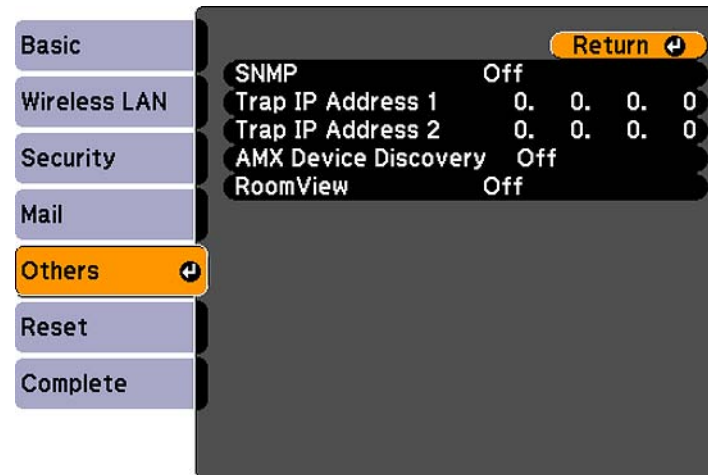 Basic
Wireless LAN
Security
Mail
Others
Reset
Complete
Return
SNMP Off
Trap IP Address 1 0. 0. 0. 0
Trap IP Address 2 0. 0. 0. 0
AMX Device Discovery Off
RoomView Off